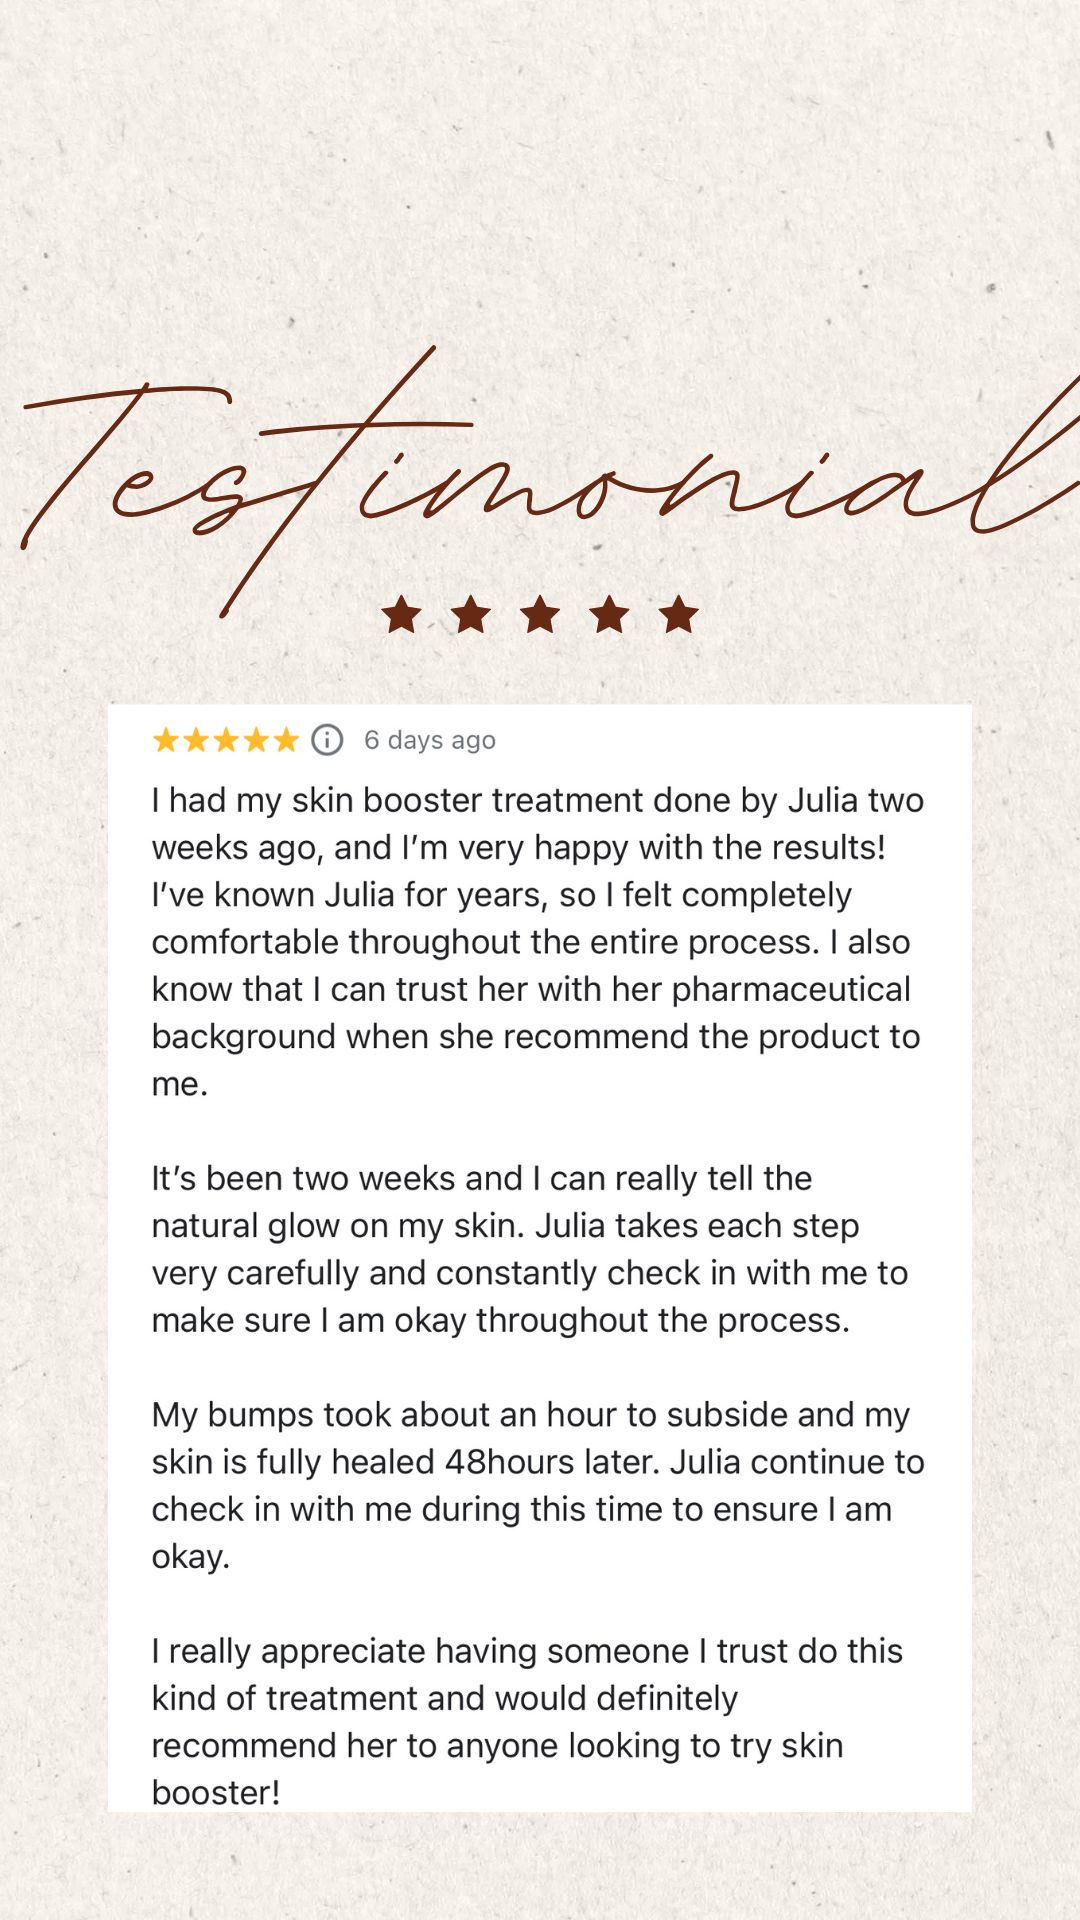 Testimonial
6 days ago
I had my skin booster treatment done by Julia two
weeks ago, and I’m very happy with the results!
I’ve known Julia for years, so I felt completely
comfortable throughout the entire process. I also
know that I can trust her with her pharmaceutical
background when she recommend the product to
me.
It’s been two weeks and I can really tell the
natural glow on my skin. Julia takes each step
very carefully and constantly check in with me to
make sure I am okay throughout the process.
My bumps took about an hour to subside and my
skin is fully healed 48hours later. Julia continue to
check in with me during this time to ensure I am
okay.
I really appreciate having someone I trust do this
kind of treatment and would definitely
recommend her to anyone looking to try skin
booster!